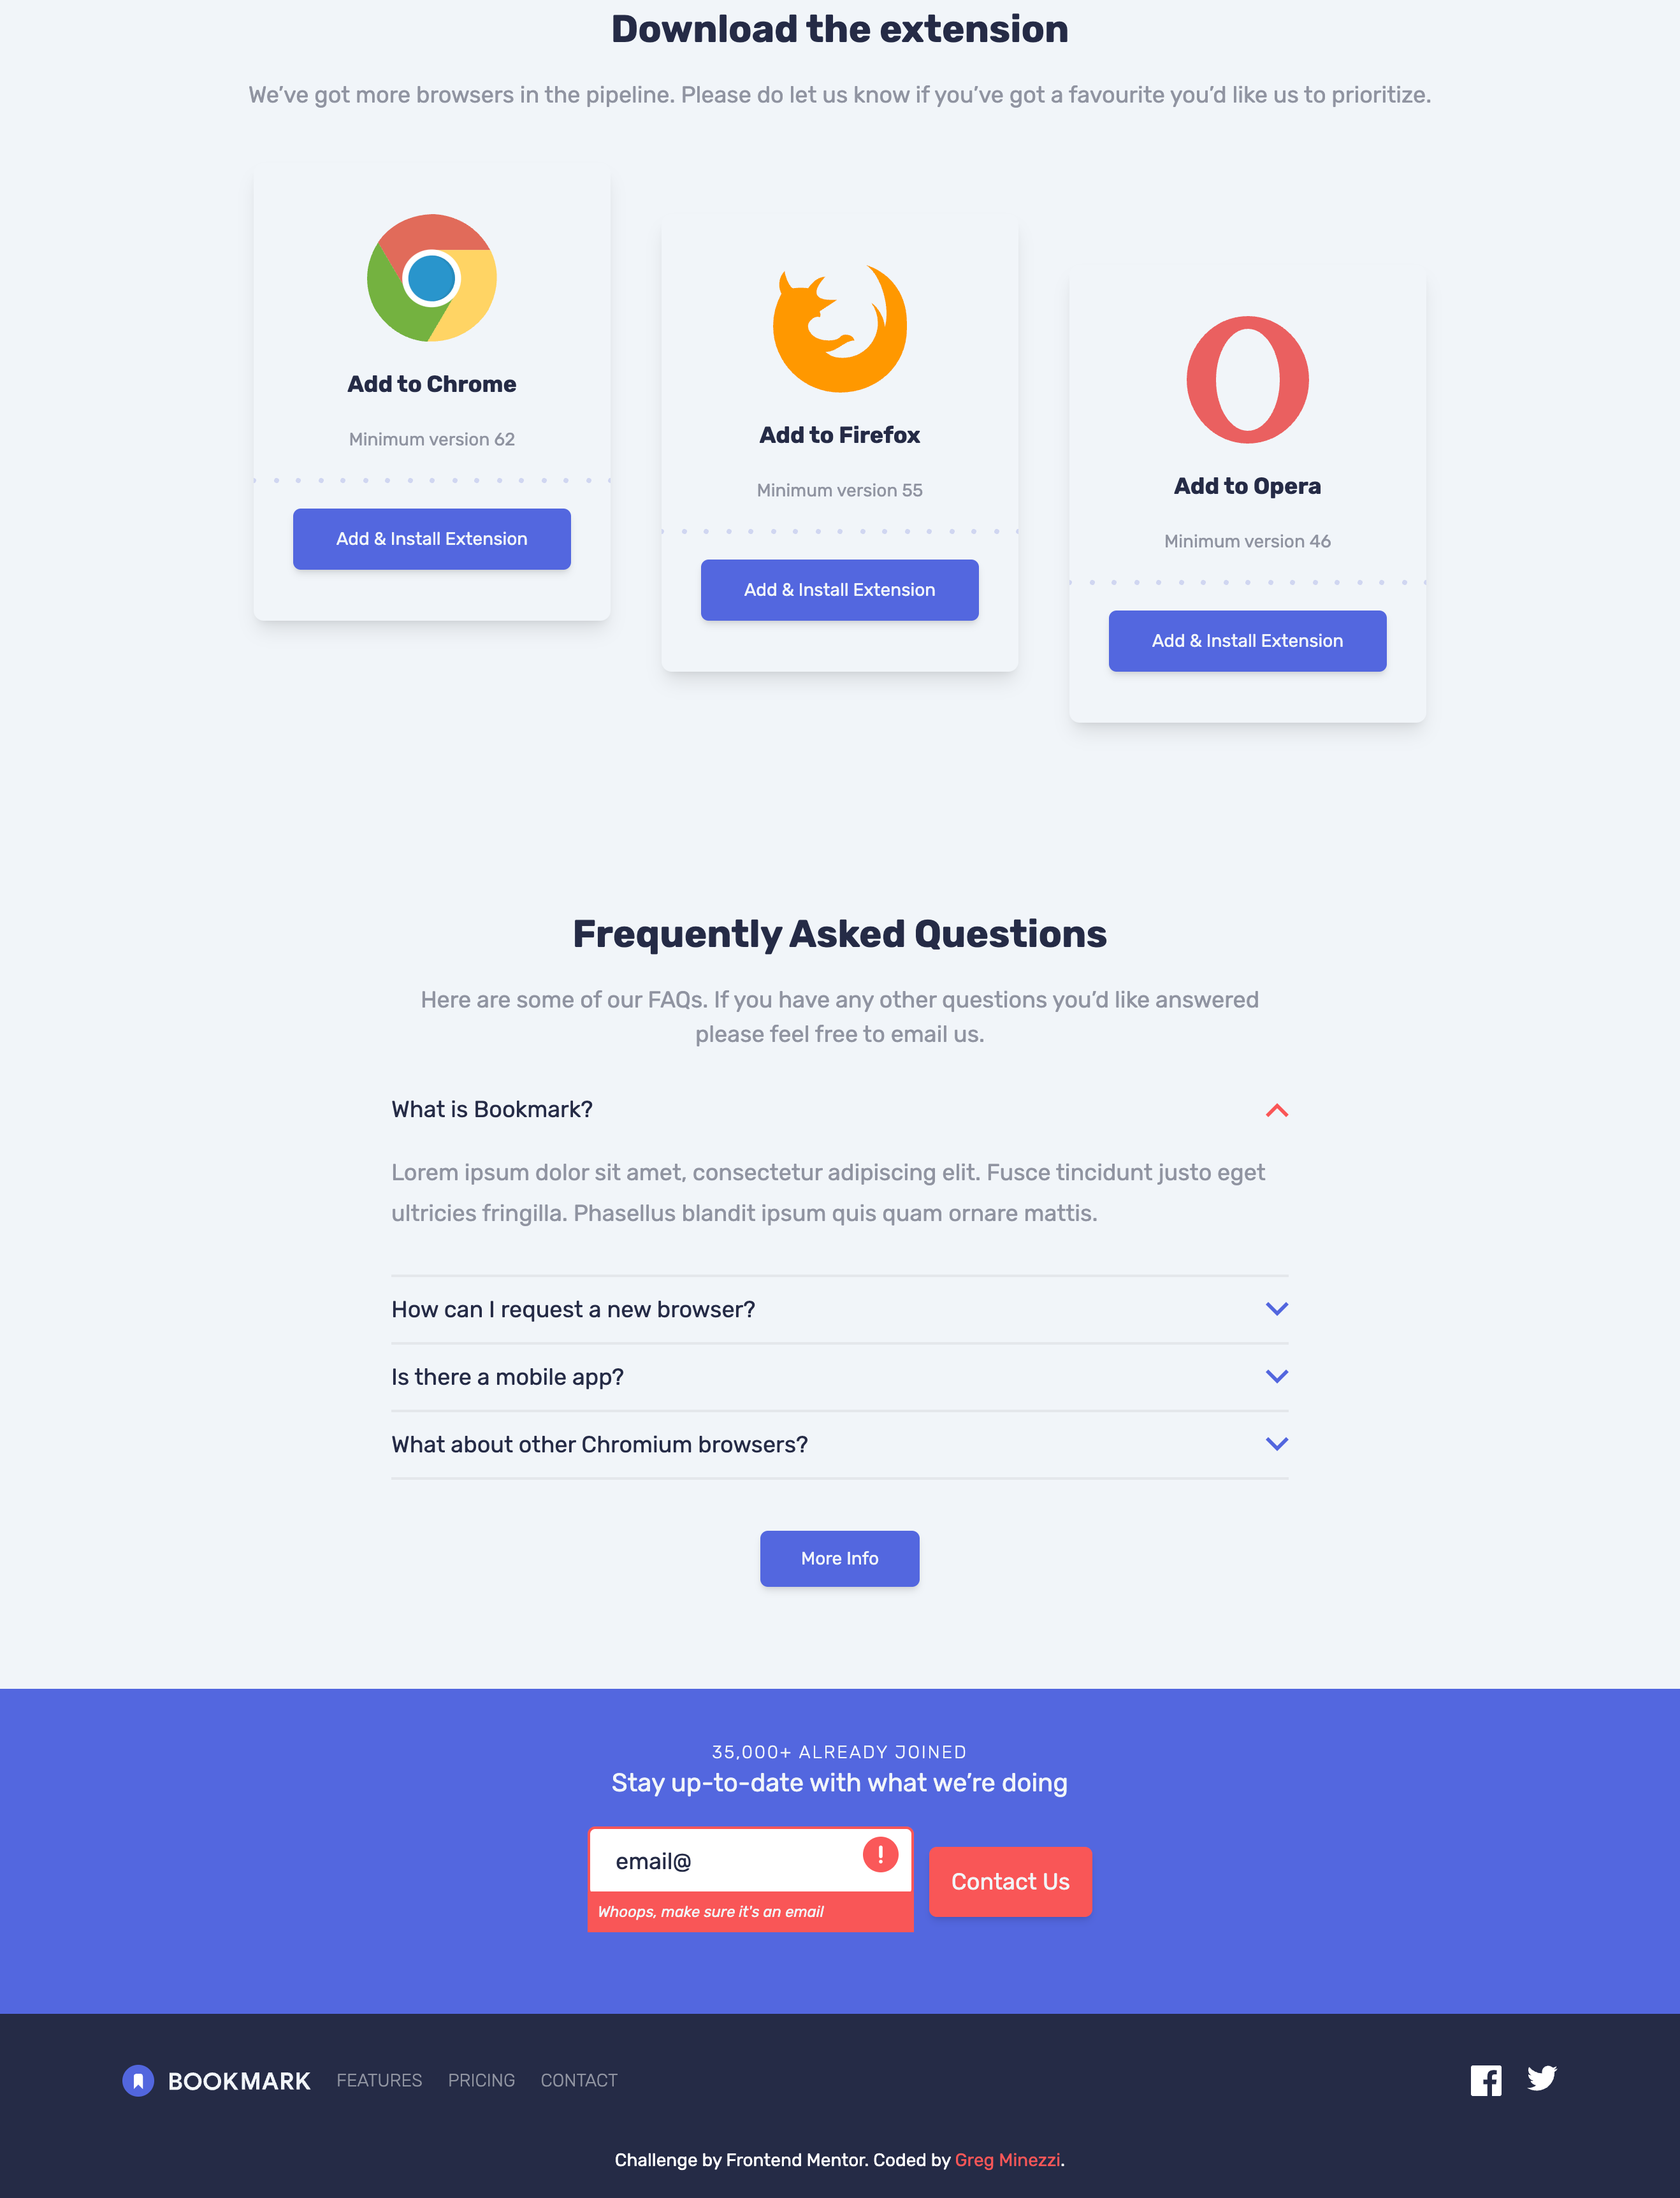 Download the extension
We’ve got more browsers in the pipeline. Please do let us know if you’ve got a favourite you’d like us to prioritize.
Add to Chrome
Minimum version 62
Add & Install Extension
Add to Firefox
Minimum version 55
Add & Install Extension
Add to Opera
Minimum version 46
Add & Install Extension
Frequently Asked Questions
Here are some of our FAQs. If you have any other questions you’d like answered
please feel free to email us.
What is Bookmark?
Lorem ipsum dolor sit amet, consectetur adipiscing elit. Fusce tincidunt justo eget
ultricies fringilla. Phasellus blandit ipsum quis quam ornare mattis.
How can I request a new browser?
Is there a mobile app?
What about other Chromium browsers?
More Info
35,000+ ALREADY JOINED
Stay up-to-date with what we’re doing
email@
Whoops, make sure it's an email
Contact Us
BOOKMARK FEATURES PRICING CONTACT
Challenge by Frontend Mentor. Coded by Greg Minezzi.